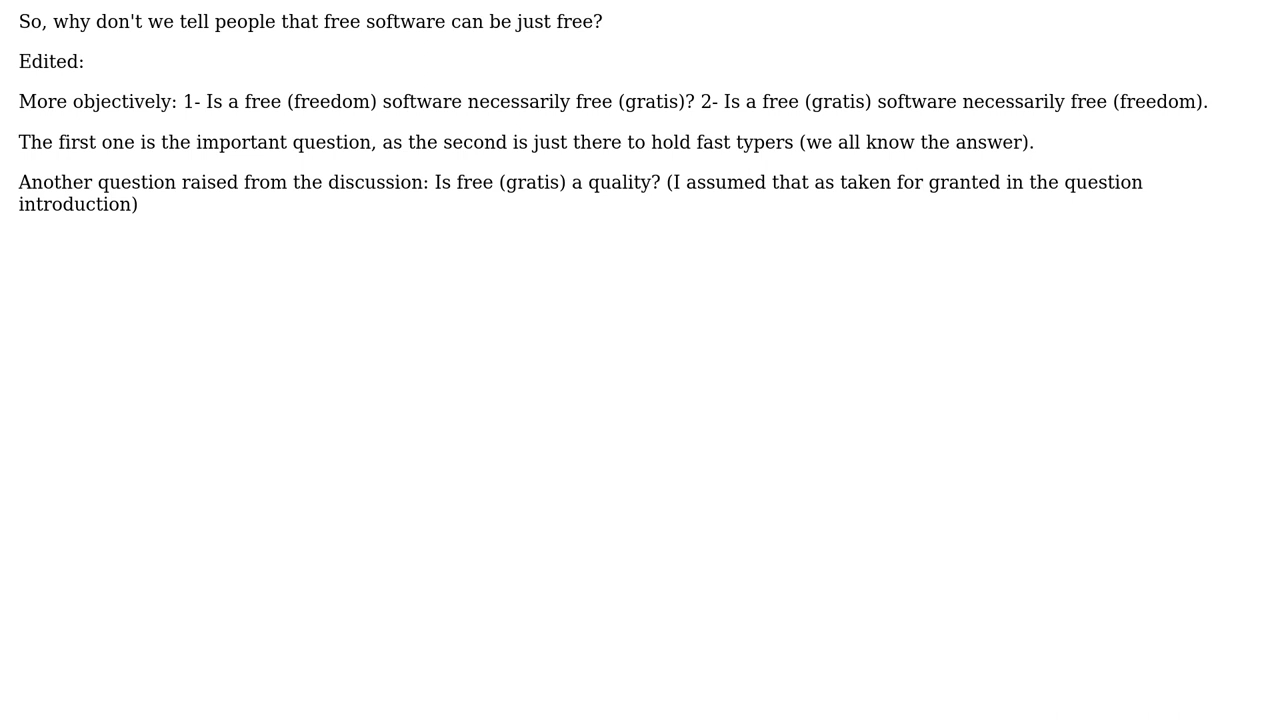 So, why don't we tell people that free software can be just free?
Edited:
More objectively: 1- Is a free (freedom) software necessarily free (gratis)? 2- Is a free (gratis) software necessarily free (freedom).
The first one is the important question, as the second is just there to hold fast typers (we all know the answer).
Another question raised from the discussion: Is free (gratis) a quality? (I assumed that as taken for granted in the question
introduction)